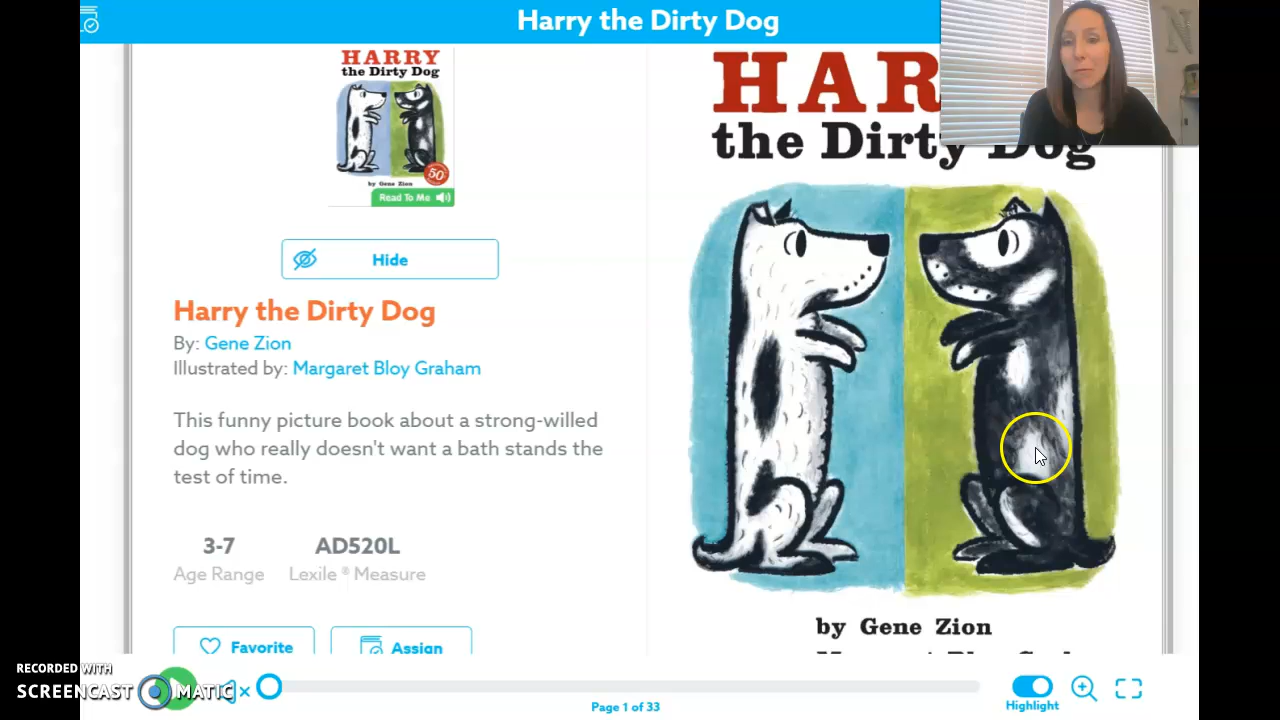 Harry the Dirty Dog
HARRY
the Dirty Dog
50
by Gene Zion
Read To Me
Hide
Harry the Dirty Dog
By: Gene Zion
Illustrated by: Margaret Bloy Graham
This funny picture book about a strong-willed
dog who really doesn't want a bath stands the
test of time.
3-7 AD520L
Age Range Lexile ® Measure
Favorite Assign
HAR
the Dirty Dog
by Gene Zion
N
RECORDED WITH
SCREENCAST MATIC
Page 1 of 33
Highlight